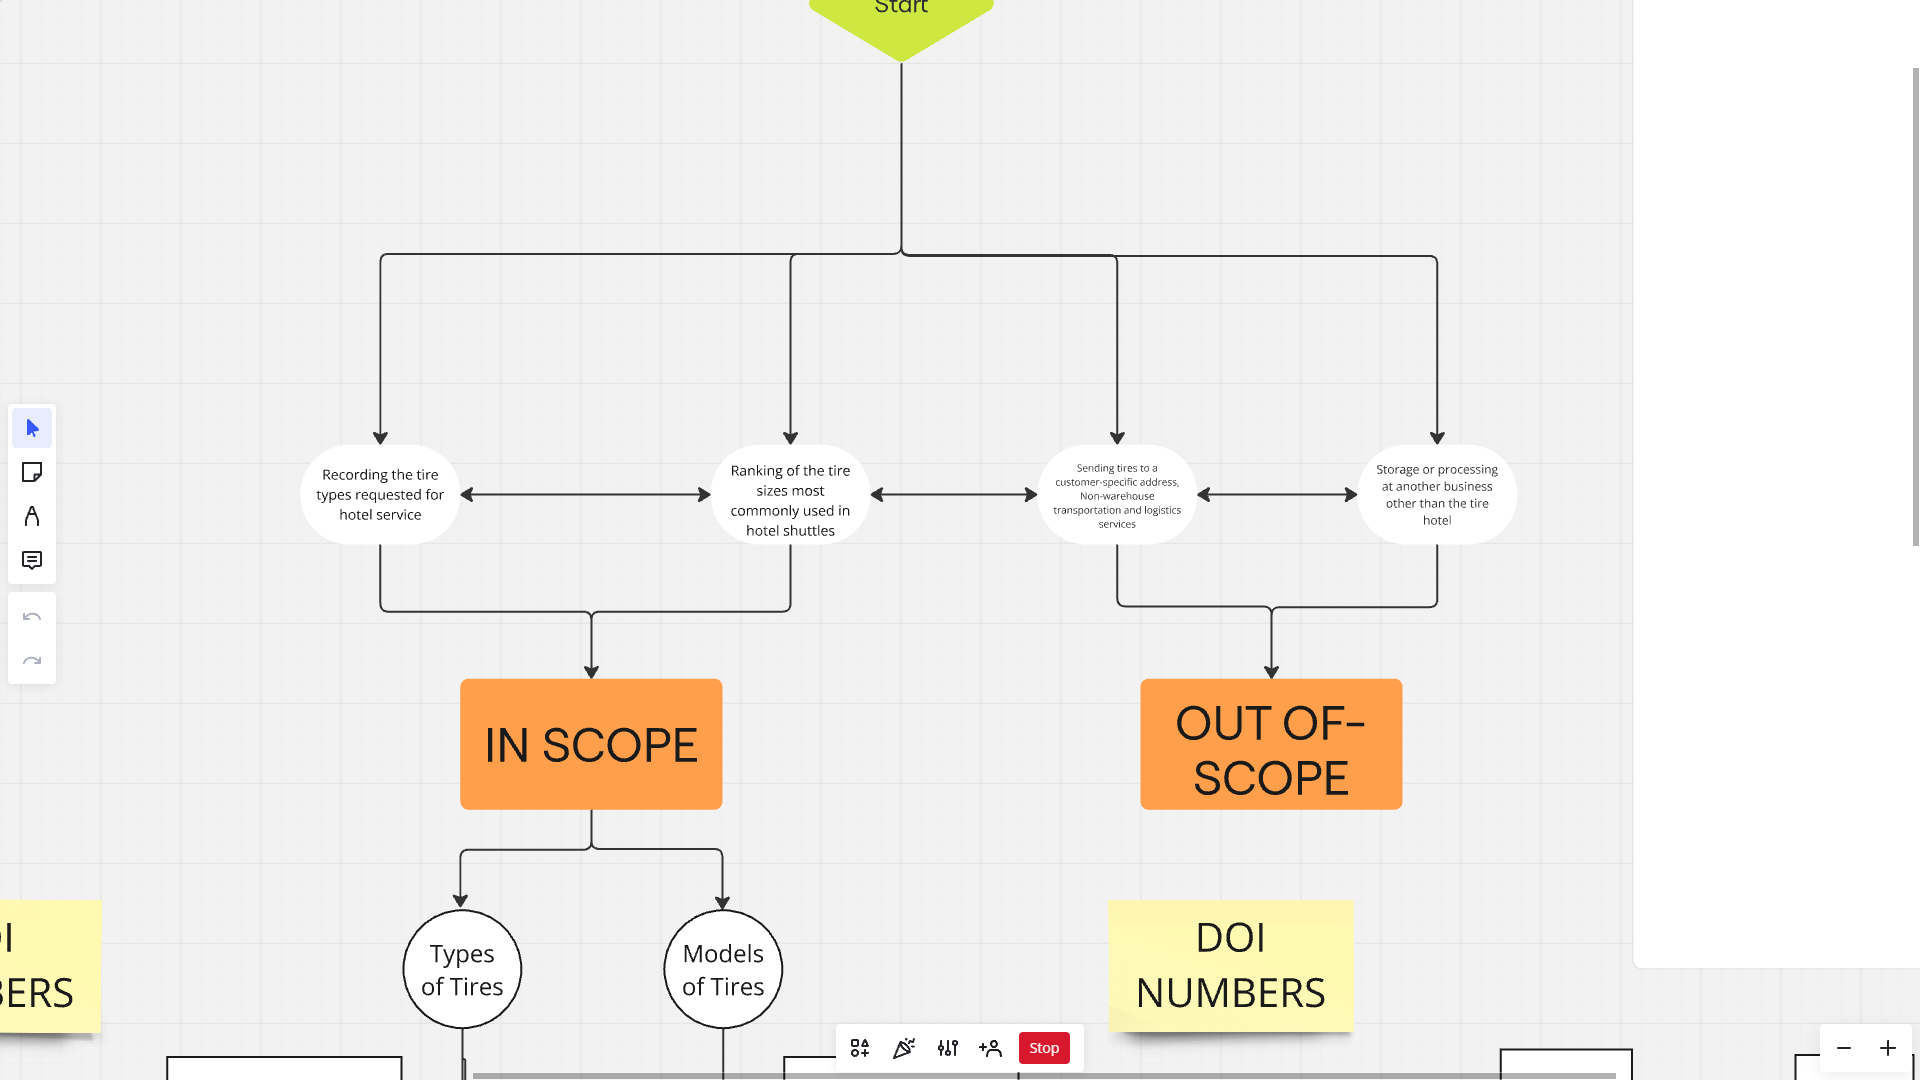 Start
Recording the tire
types requested for
hotel service
Ranking of the tire
sizes most
commonly used in
hotel shuttles
Sending tires to a
customer-specific address,
Non-warehouse
transportation and logistics
services
Storage or processing
at another business
other than the tire
hotel
IN SCOPE
OUT OF-
SCOPE
Types
of Tires
Models
of Tires
DOI
NUMBERS
Stop